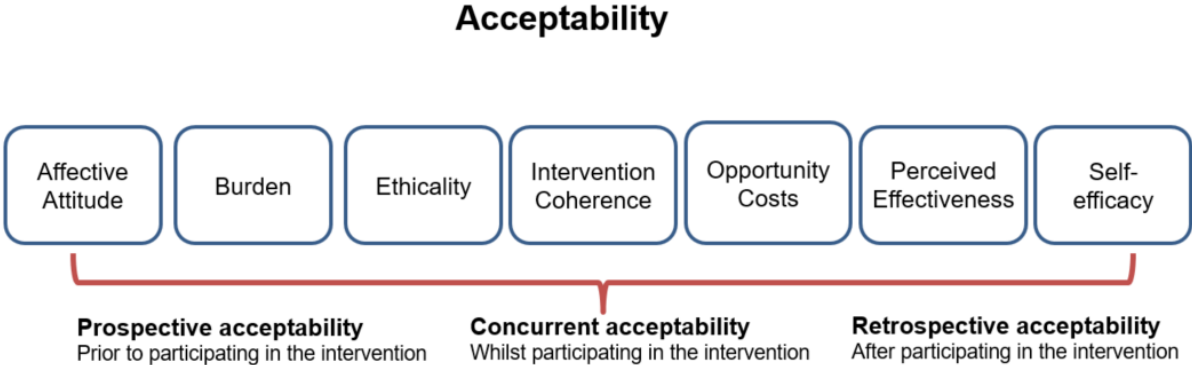 Acceptability
Affective
Attitude
Burden
Ethicality
Intervention
Coherence
Opportunity
Costs
Perceived
Effectiveness
Self-
efficacy
Prospective acceptability
Prior to participating in the intervention
Concurrent acceptability
Whilst participating in the intervention
Retrospective acceptability
After participating in the intervention